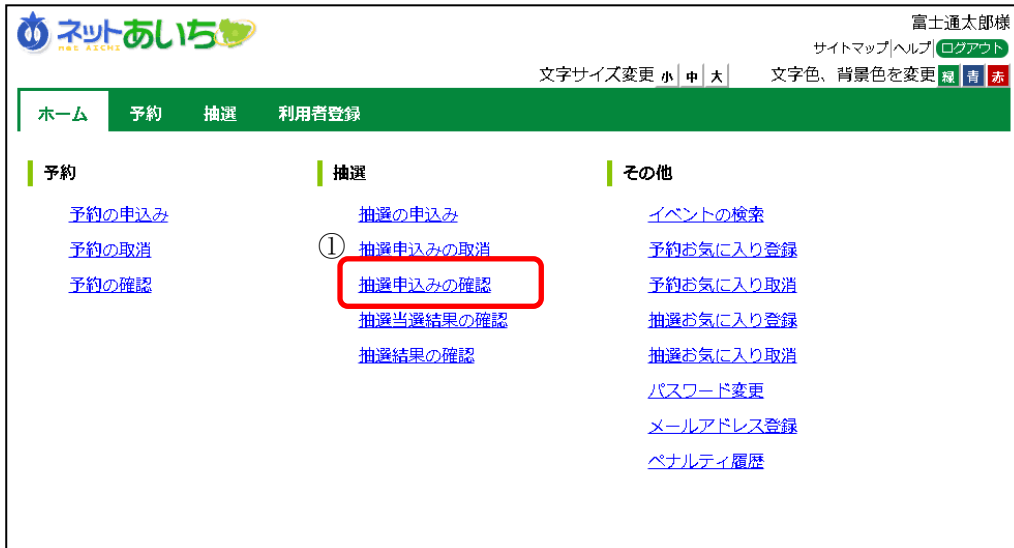 ネットあいち
net AICHI
富士通太郎様
サイトマップ|ヘルプ|ログアウト
文字サイズ変更 小 中 大 文字色、背景色を変更 緑 青 赤
ホーム 予約 抽選 利用者登録
予約
予約の申込み
予約の取消
予約の確認
抽選
抽選の申込み
① 抽選申込みの取消
抽選申込みの確認
抽選当選結果の確認
抽選結果の確認
その他
イベントの検索
予約お気に入り登録
予約お気に入り取消
抽選お気に入り登録
抽選お気に入り取消
パスワード変更
メールアドレス登録
ペナルティ履歴